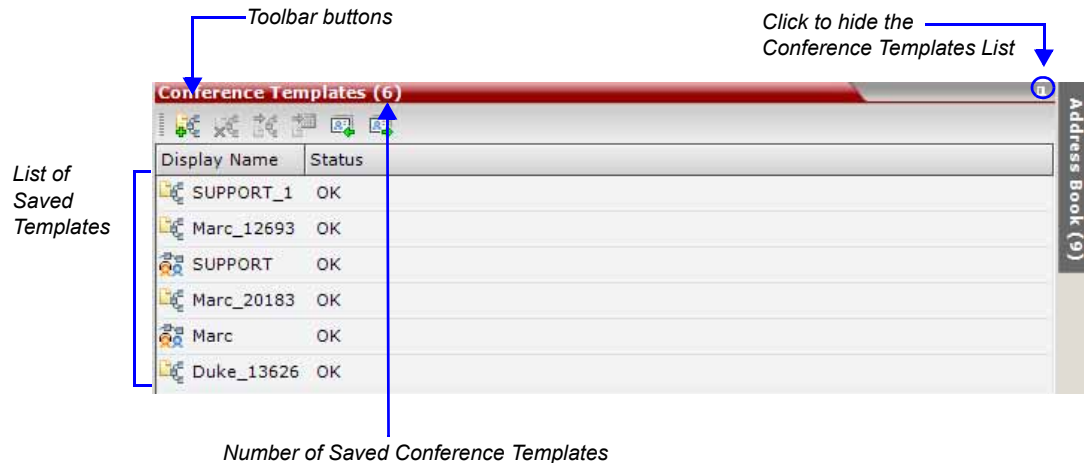 Toolbar buttons
Click to hide the
Conference Templates List
Conference Templates (6)
Address Book (9)
Display Name Status
List of
Saved
Templates
SUPPORT_1 OK
Marc_12693 OK
SUPPORT OK
Marc_20183 OK
Marc OK
Duke_13626 OK
Number of Saved Conference Templates